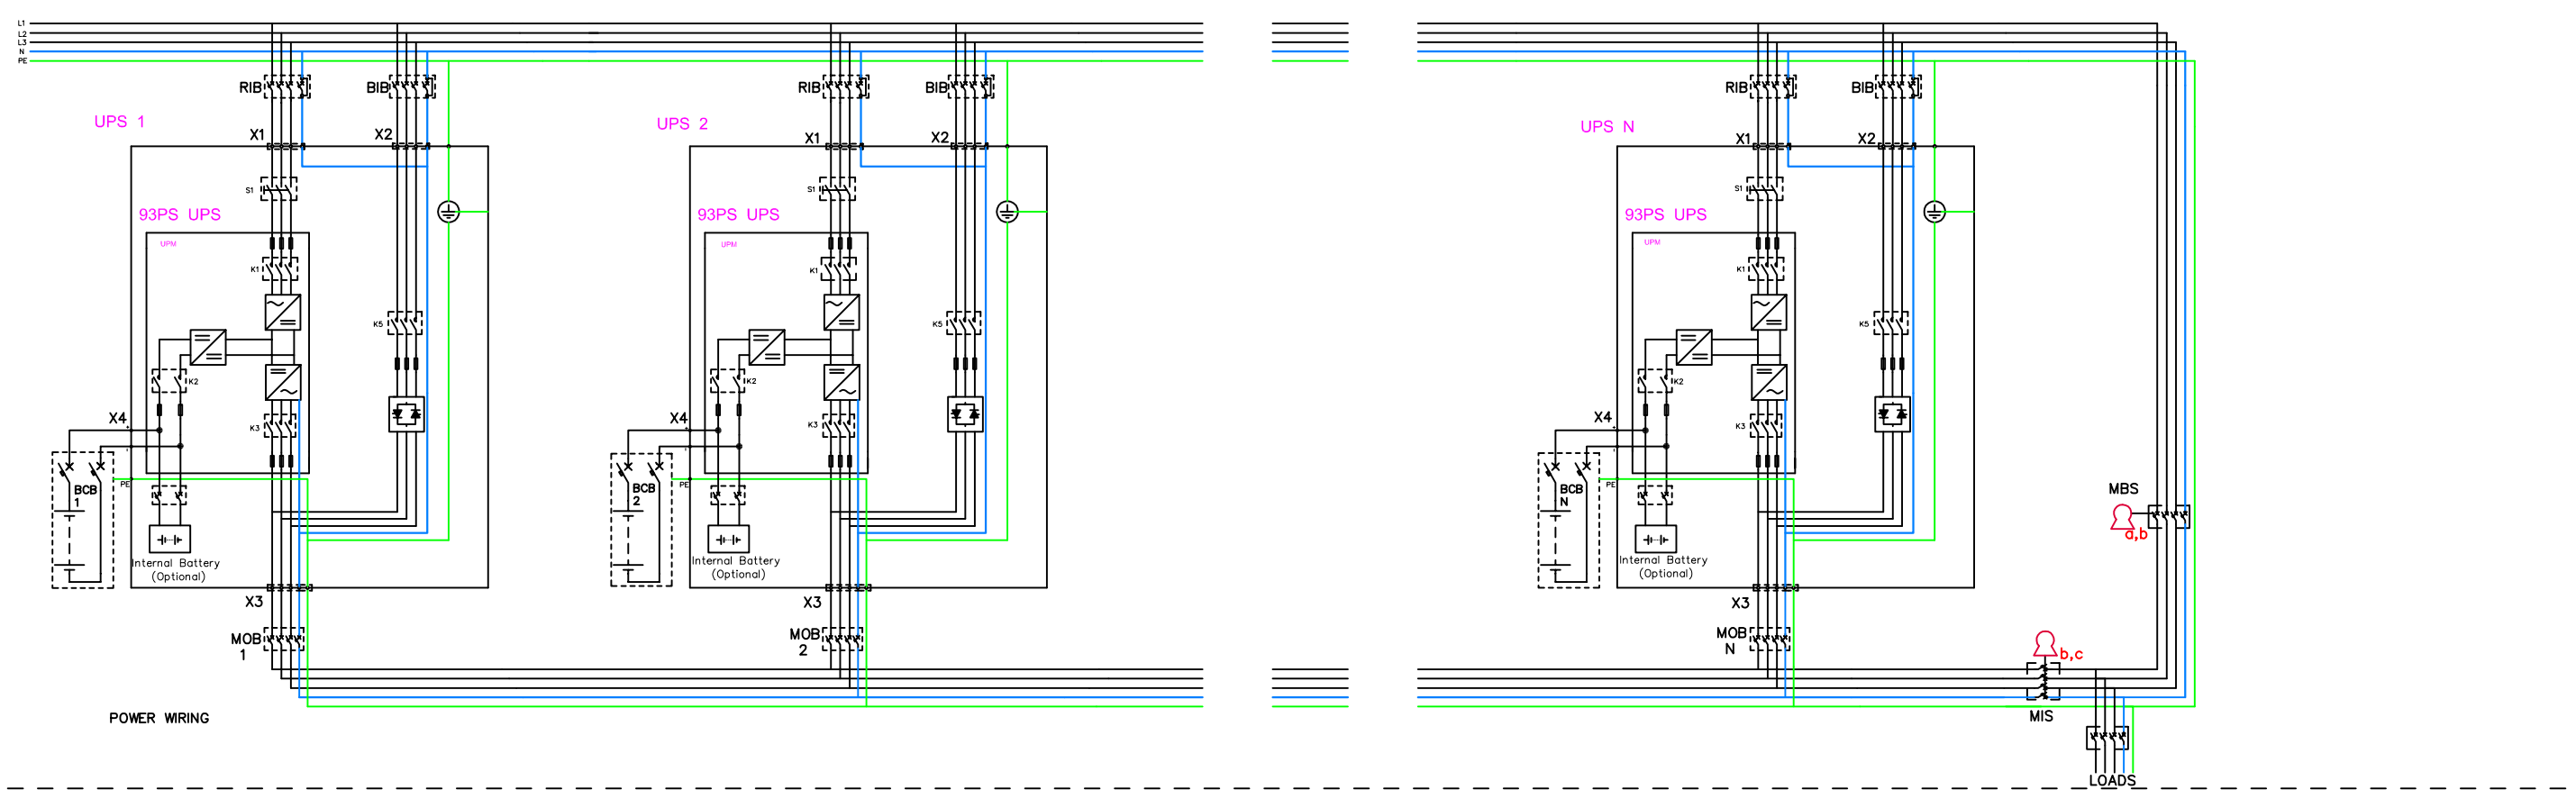 L1
L2
L3
N
PE
RIB
BIB
UPS 1
X1
X2
S1
93PS UPS
UPM
K1
K5
K2
X4
+
-
K3
BCB
1
PE
Internal Battery
(Optional)
X3
MOB
1
RIB
BIB
UPS 2
X1
X2
S1
93PS UPS
UPM
K1
K5
K2
X4
+
-
K3
BCB
2
PE
Internal Battery
(Optional)
X3
MOB
2
RIB
BIB
UPS N
X1
X2
S1
93PS UPS
UPM
K1
K5
K2
X4
+
-
K3
BCB
N
PE
Internal Battery
(Optional)
X3
MOB
N
MBS
a,b
b,c
MIS
LOADS
POWER WIRING